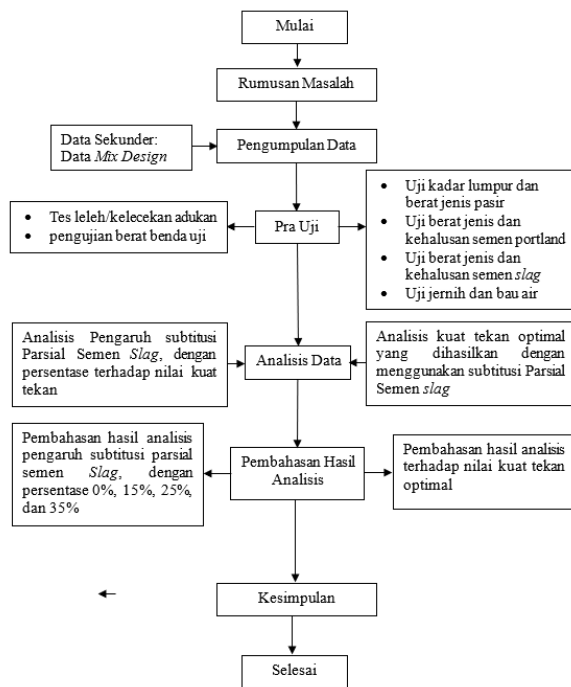 Mulai
Rumusan Masalah
Data Sekunder:
Data Mix Design
Pengumpulan Data
• Tes leleh/kelecekan adukan
• pengujian berat benda uji
Pra Uji
• Uji kadar lumpur dan
berat jenis pasir
• Uji berat jenis dan
kehalusan semen portland
• Uji berat jenis dan
kehalusan semen slag
• Uji jernih dan bau air
Analisis Pengaruh subtitusi
Parsial Semen Slag, dengan
persentase terhadap nilai kuat
tekan
Analisis Data
Analisis kuat tekan optimal
yang dihasilkan dengan
menggunakan subtitusi Parsial
Semen slag
Pembahasan hasil analisis
pengaruh subtitusi parsial
semen Slag, dengan
persentase 0%, 15%, 25%,
dan 35%
Pembahasan Hasil
Analisis
Pembahasan hasil analisis
terhadap nilai kuat tekan
optimal
Kesimpulan
Selesai